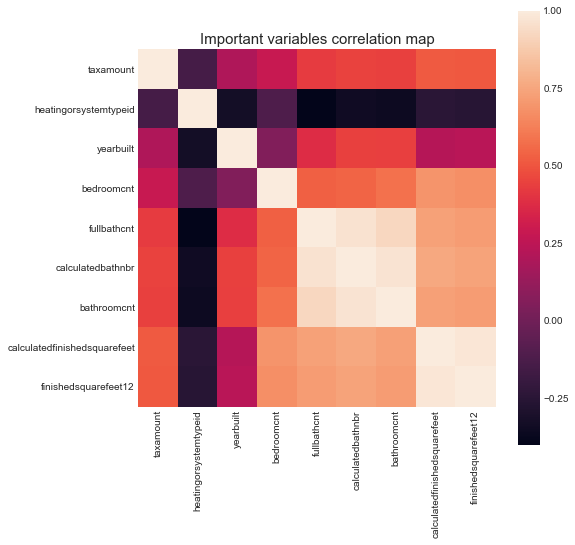 Important variables correlation map
taxamount
heatingorsystemtypeid
yearbuilt
bedroomcnt
fullbathcnt
calculatedbathnbr
bathroomcnt
calculatedfinishedsquarefeet
finishedsquarefeet12
taxamount
heatingorsystemtypeid
yearbuilt
bedroomcnt
fullbathcnt
calculatedbathnbr
bathroomcnt
calculatedfinishedsquarefeet
finishedsquarefeet12
1.00
0.75
0.50
0.25
0.00
−0.25